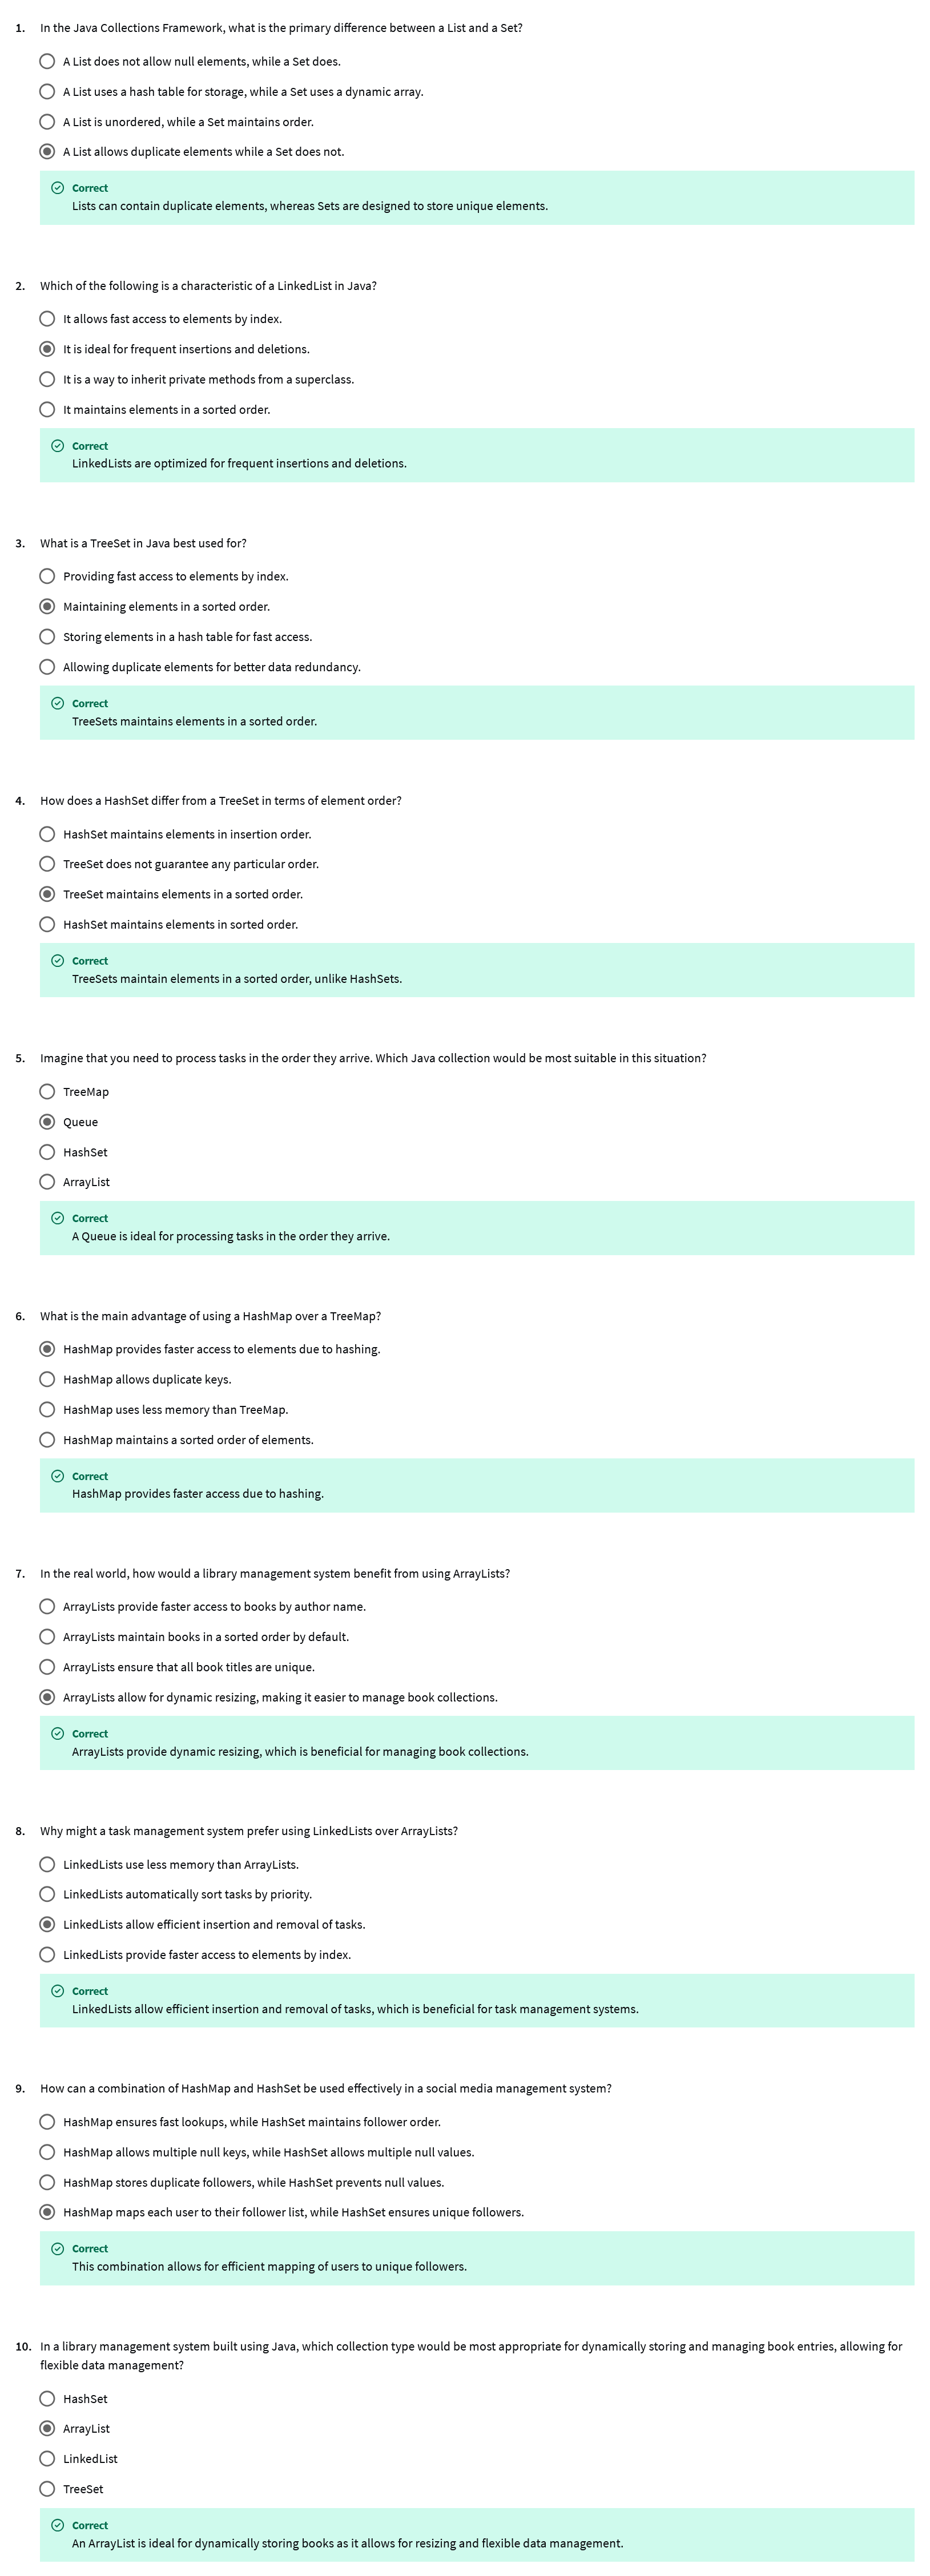 1. In the Java Collections Framework, what is the primary difference between a List and a Set?
A List does not allow null elements, while a Set does.
A List uses a hash table for storage, while a Set uses a dynamic array.
A List is unordered, while a Set maintains order.
A List allows duplicate elements while a Set does not.
Correct
Lists can contain duplicate elements, whereas Sets are designed to store unique elements.
2. Which of the following is a characteristic of a LinkedList in Java?
It allows fast access to elements by index.
It is ideal for frequent insertions and deletions.
It is a way to inherit private methods from a superclass.
It maintains elements in a sorted order.
Correct
LinkedLists are optimized for frequent insertions and deletions.
3. What is a TreeSet in Java best used for?
Providing fast access to elements by index.
Maintaining elements in a sorted order.
Storing elements in a hash table for fast access.
Allowing duplicate elements for better data redundancy.
Correct
TreeSets maintains elements in a sorted order.
4. How does a HashSet differ from a TreeSet in terms of element order?
HashSet maintains elements in insertion order.
TreeSet does not guarantee any particular order.
TreeSet maintains elements in a sorted order.
HashSet maintains elements in sorted order.
Correct
TreeSets maintain elements in a sorted order, unlike HashSets.
5. Imagine that you need to process tasks in the order they arrive. Which Java collection would be most suitable in this situation?
TreeMap
Queue
HashSet
ArrayList
Correct
A Queue is ideal for processing tasks in the order they arrive.
6. What is the main advantage of using a HashMap over a TreeMap?
HashMap provides faster access to elements due to hashing.
HashMap allows duplicate keys.
HashMap uses less memory than TreeMap.
HashMap maintains a sorted order of elements.
Correct
HashMap provides faster access due to hashing.
7. In the real world, how would a library management system benefit from using ArrayLists?
ArrayLists provide faster access to books by author name.
ArrayLists maintain books in a sorted order by default.
ArrayLists ensure that all book titles are unique.
ArrayLists allow for dynamic resizing, making it easier to manage book collections.
Correct
ArrayLists provide dynamic resizing, which is beneficial for managing book collections.
8. Why might a task management system prefer using LinkedLists over ArrayLists?
LinkedLists use less memory than ArrayLists.
LinkedLists automatically sort tasks by priority.
LinkedLists allow efficient insertion and removal of tasks.
LinkedLists provide faster access to elements by index.
Correct
LinkedLists allow efficient insertion and removal of tasks, which is beneficial for task management systems.
9. How can a combination of HashMap and HashSet be used effectively in a social media management system?
HashMap ensures fast lookups, while HashSet maintains follower order.
HashMap allows multiple null keys, while HashSet allows multiple null values.
HashMap stores duplicate followers, while HashSet prevents null values.
HashMap maps each user to their follower list, while HashSet ensures unique followers.
Correct
This combination allows for efficient mapping of users to unique followers.
10. In a library management system built using Java, which collection type would be most appropriate for dynamically storing and managing book entries, allowing for
flexible data management?
HashSet
ArrayList
LinkedList
TreeSet
Correct
An ArrayList is ideal for dynamically storing books as it allows for resizing and flexible data management.